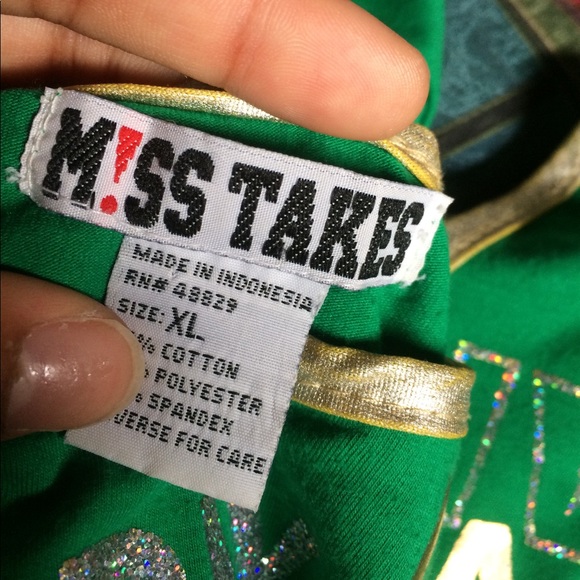 M!SS TAKES
MADE IN INDONESIA
RN# 48829
SIZE: XL
% COTTON
POLYESTER
% SPANDEX
FOR CARE